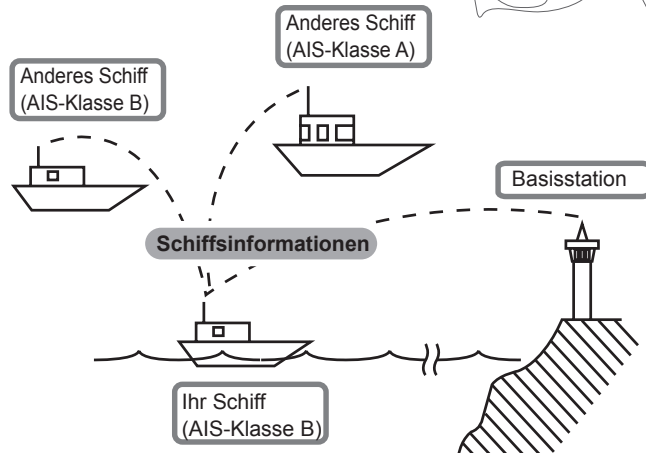 Anderes Schiff
(AIS-Klasse A)
Anderes Schiff
(AIS-Klasse B)
Basisstation
Schiffsinformationen
Ihr Schiff
(AIS-Klasse B)